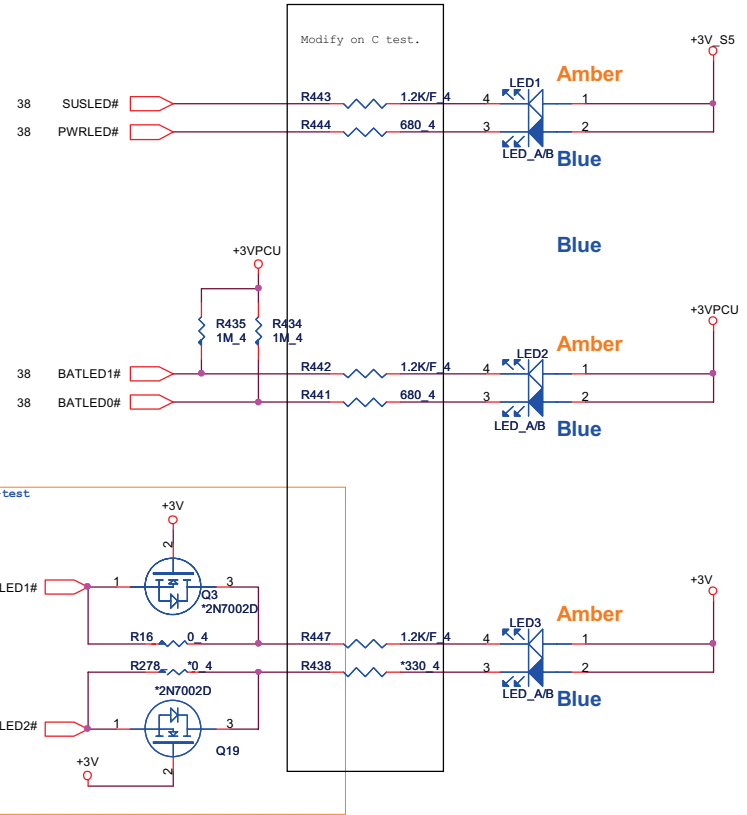 Modify on C test.
+3V_S5
Amber
LED1
38 SUSLED# R443 1.2K/F_4 4 1
38 PWRLED# R444 680_4 3 2
LED_A/B
Blue
Blue
+3VPCU
+3VPCU
R435 R434
1M_4 1M_4
Amber
LED2
38 BATLED1# R442 1.2K/F_4 4 1
38 BATLED0# R441 680_4 3 2
LED_A/B
Blue
-test
+3V
2
+3V
LED1# 1 3
Q3
*2N7002D
Amber
LED3
R16 0_4 R447 1.2K/F_4 4 1
R278 *0_4 R438 *330_4 3 2
*2N7002D
LED_A/B
Blue
LED2# 1 3
Q19
+3V
2